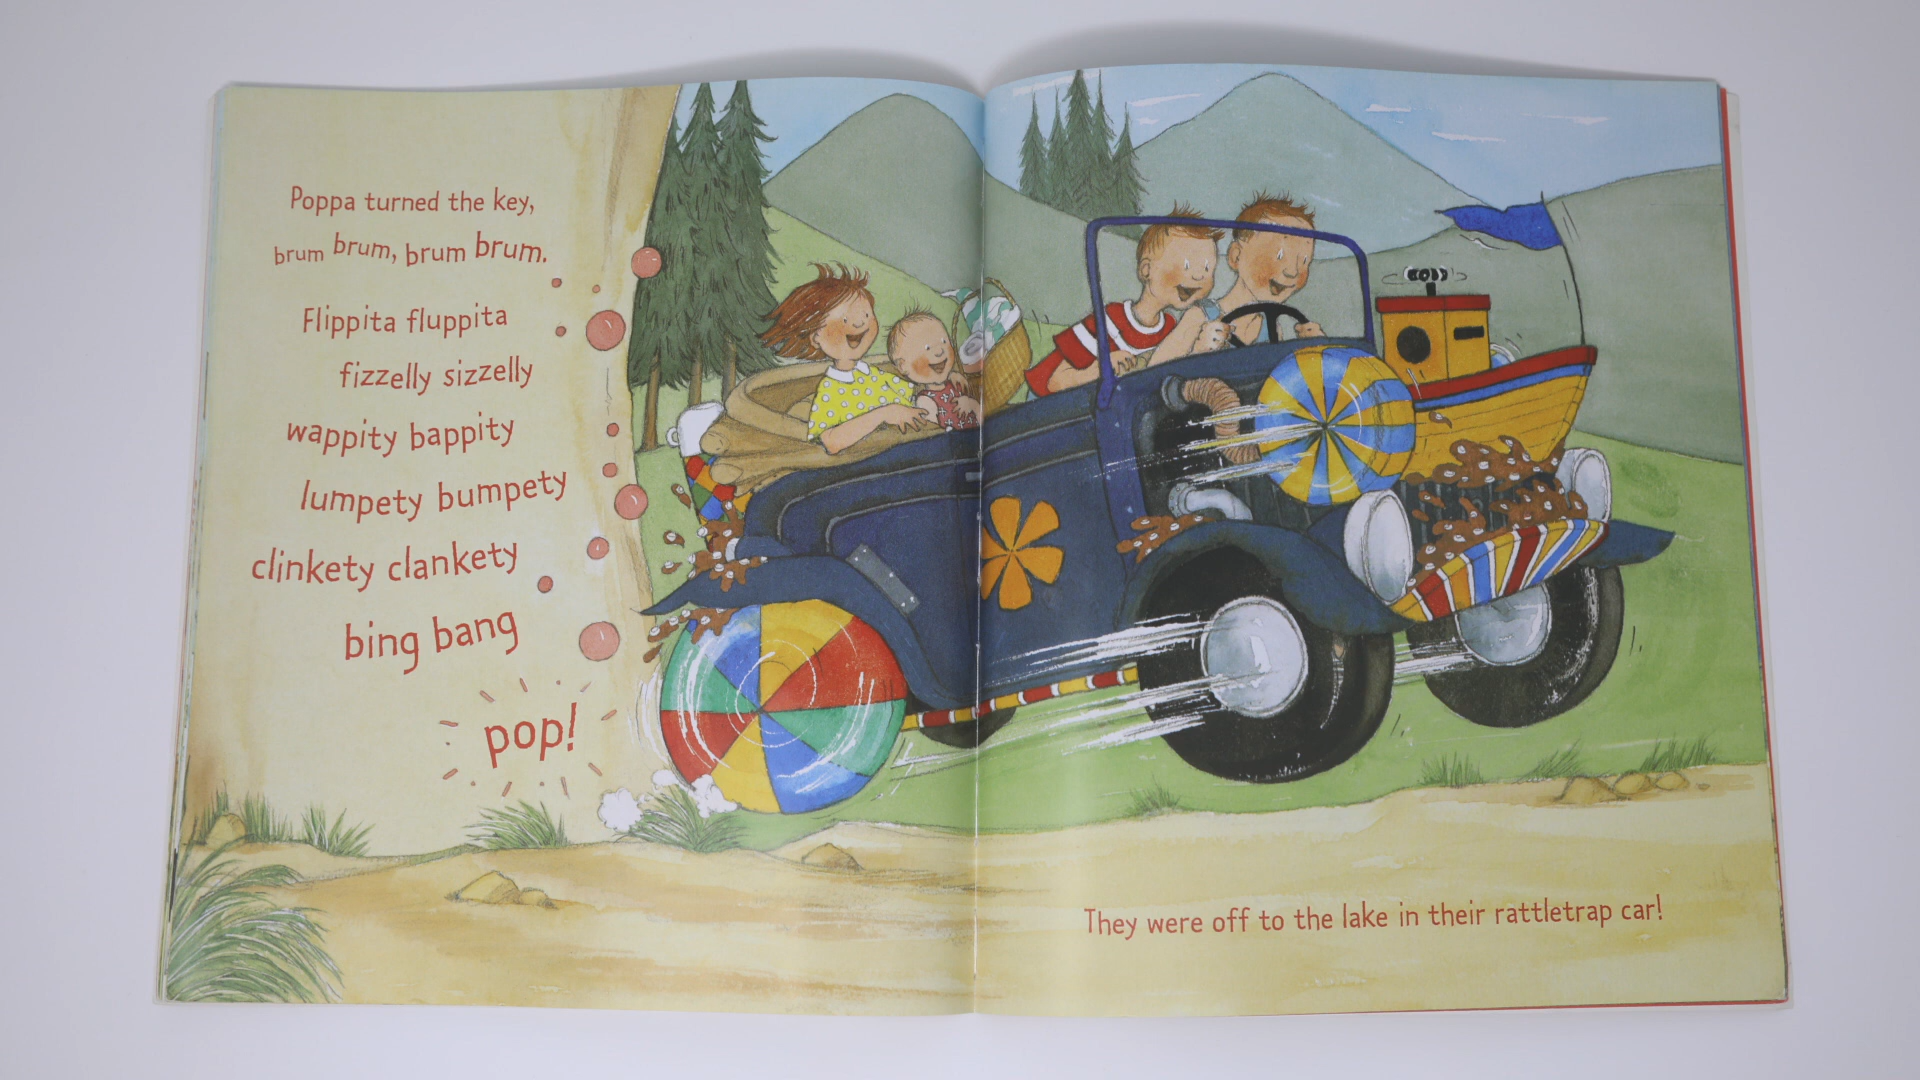 Poppa turned the key,
brum brum, brum brum.
Flippita fluppita
fizzelly sizzelly
wappity bappity
lumpety bumpety
clinkety clankety
bing bang
pop!
They were off to the lake in their rattletrap car!